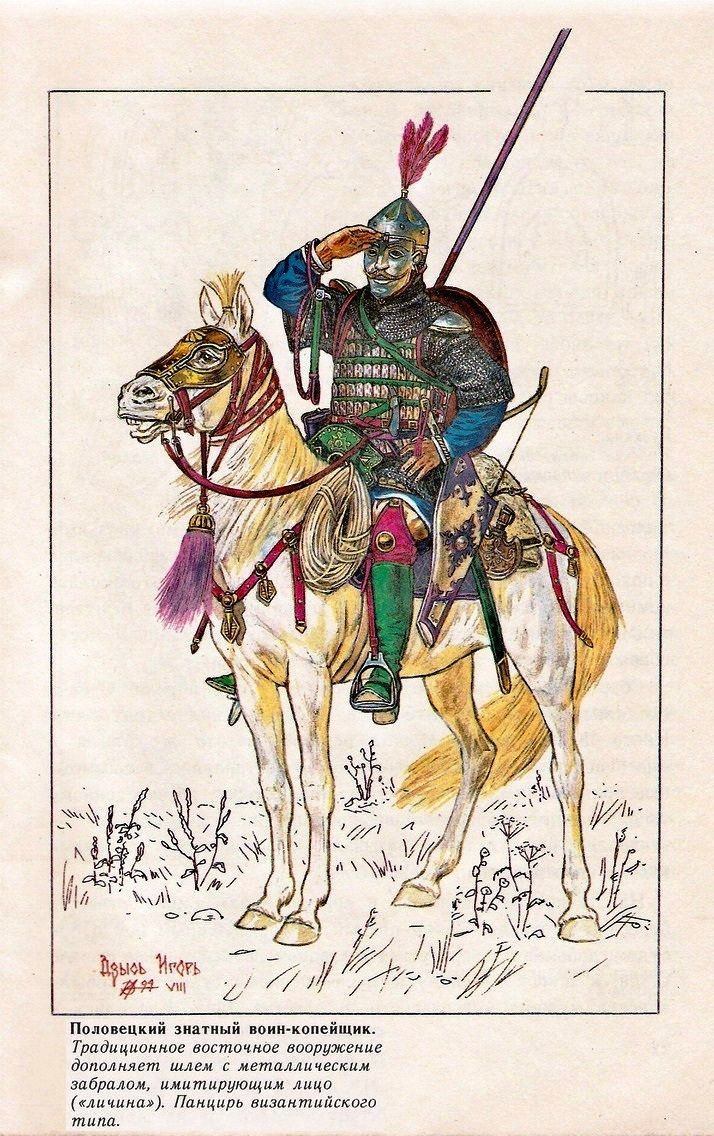 Дзысь Игорь
VIII
Половецкий знатный воин-копейщик.
Традиционное восточное вооружение
дополняет шлем с металлическим
забралом, имитирующим лицо
(«личина»). Панцирь византийского
типа.